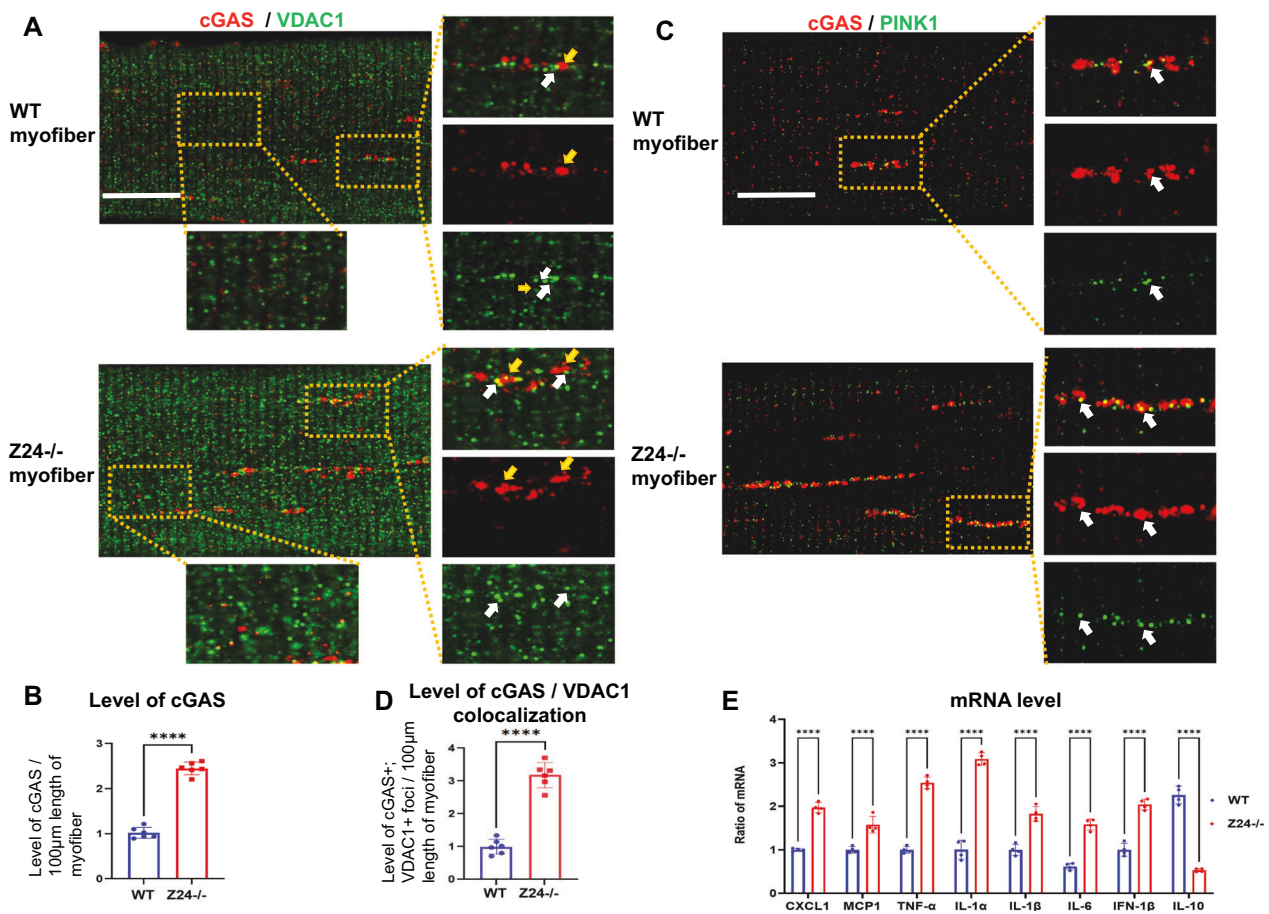 A
cGAS / VDAC1
WT
myofiber
Z24-/-
myofiber
C
cGAS / PINK1
WT
myofiber
Z24-/-
myofiber
B
Level of cGAS
Level of cGAS /
100µm length of
myofiber
3
2
1
0
****
WT
Z24-/-
D
Level of cGAS / VDAC1
colocalization
Level of cGAS+;
VDAC1+ foci / 100µm
length of myofiber
4
3
2
1
0
****
WT
Z24-/-
E
mRNA level
Ratio of mRNA
4
3
2
1
0
**** **** **** **** **** **** **** ****
CXCL1 MCP1 TNF-α IL-1α IL-1β IL-6 IFN-1β IL-10
WT
Z24-/-